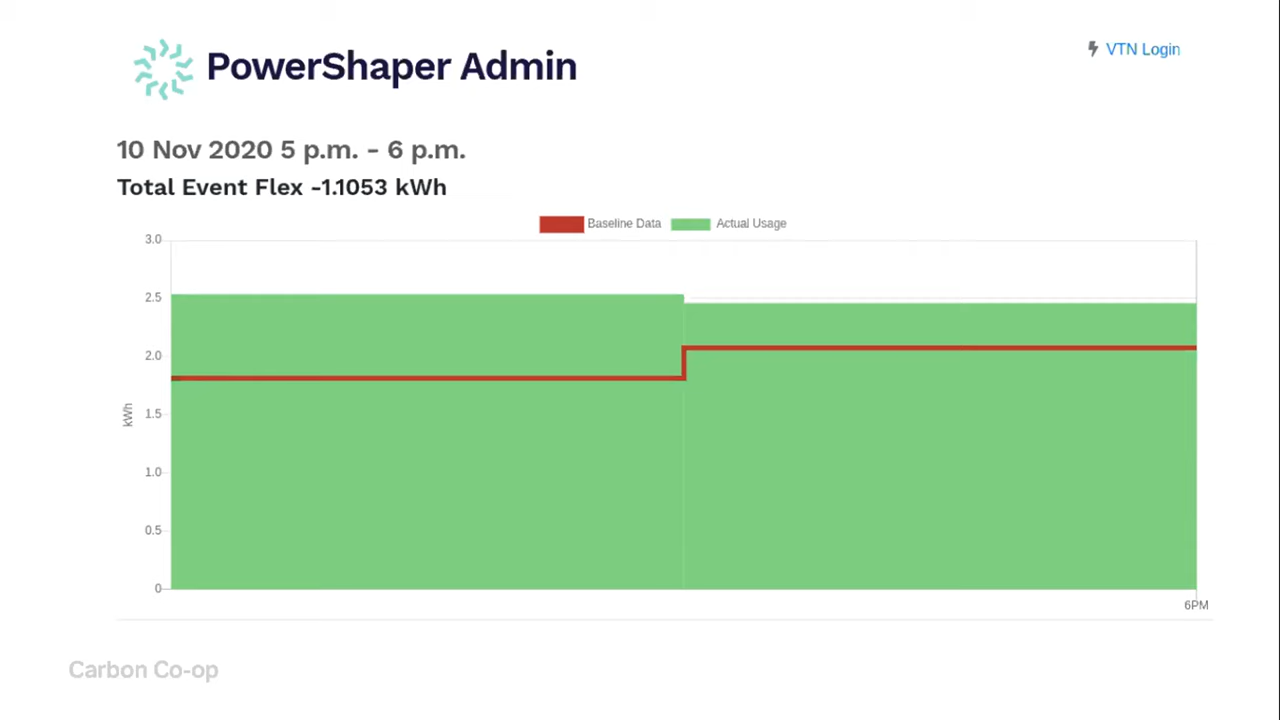 PowerShaper Admin
VTN Login
10 Nov 2020 5 p.m. - 6 p.m.
Total Event Flex -1.1053 kWh
Baseline Data
Actual Usage
3.0
2.5
2.0
1.5
1.0
0.5
0
kWh
6PM
Carbon Co-op